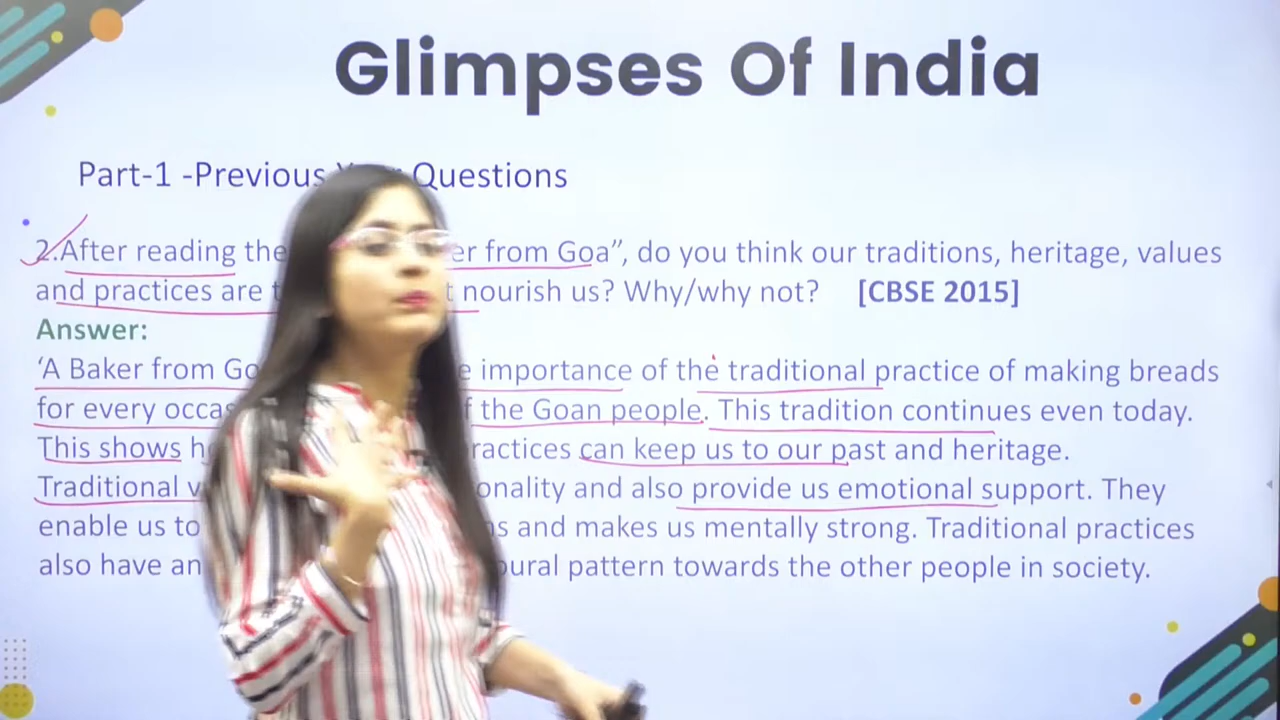 Glimpses Of India
Part-1 -Previous Questions
2.After reading the er from Goa”, do you think our traditions, heritage, values
and practices are t nourish us? Why/why not? [CBSE 2015]
Answer:
‘A Baker from Go e importance of the traditional practice of making breads
for every occas f the Goan people. This tradition continues even today.
This shows h ractices can keep us to our past and heritage.
Traditional v onality and also provide us emotional support. They
enable us to ns and makes us mentally strong. Traditional practices
also have an oural pattern towards the other people in society.